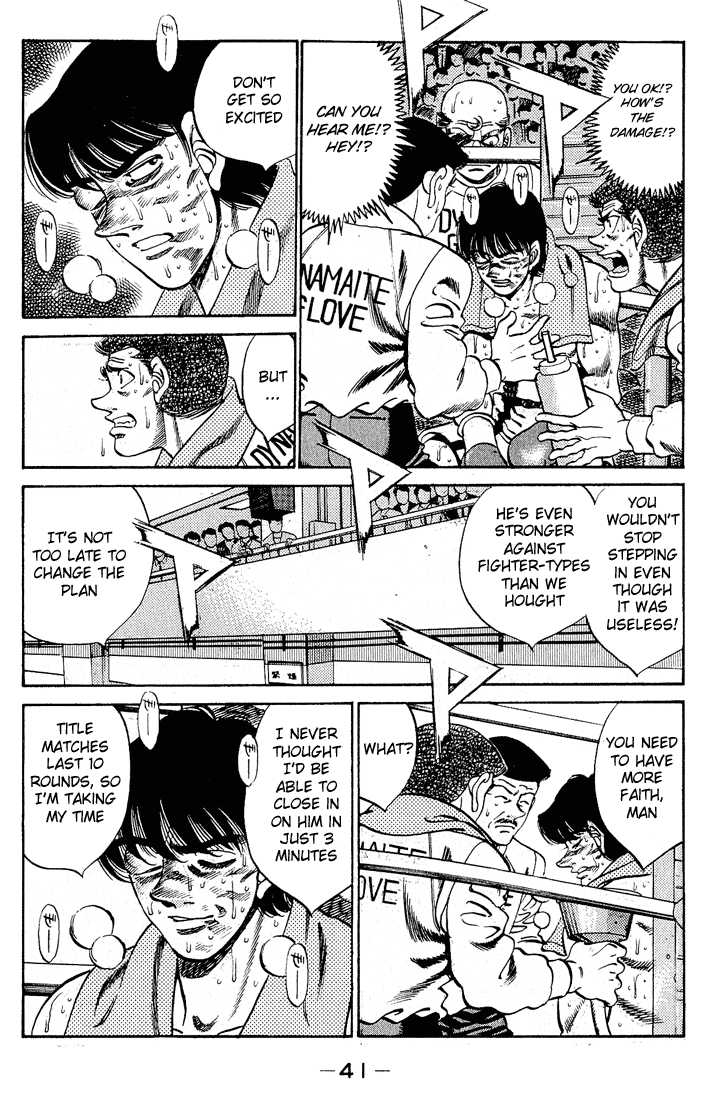 YOU OK!?
HOW'S
THE
DAMAGE!?
CAN YOU
HEAR ME!?
HEY!?
DY
G
NAMAITE
LOVE
DON'T
GET SO
EXCITED
BUT
...
DYNA
YOU
WOULDN'T
STOP
STEPPING
IN EVEN
THOUGH
IT WAS
USELESS!
HE'S EVEN
STRONGER
AGAINST
FIGHTER-TYPES
THAN WE
HOUGHT
IT'S NOT
TOO LATE TO
CHANGE THE
PLAN
YOU NEED
TO HAVE
MORE
FAITH,
MAN
WHAT?
MAITE
LOVE
I NEVER
THOUGHT
I'D BE
ABLE TO
CLOSE IN
ON HIM IN
JUST 3
MINUTES
TITLE
MATCHES
LAST 10
ROUNDS, SO
I'M TAKING
MY TIME
—41—